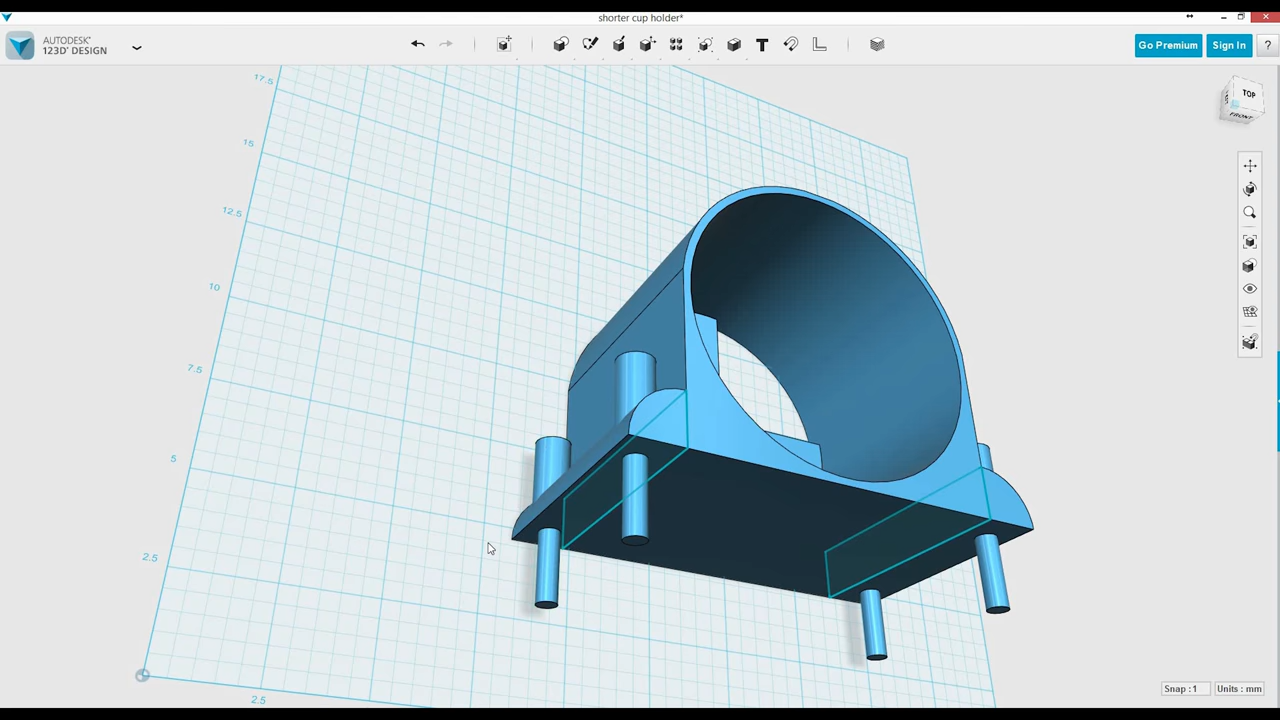 shorter cup holder*
AUTODESK®
123D® DESIGN
T
Go Premium
Sign In
?
TOP
FRONT
17.5
15
12.5
10
7.5
5
2.5
2.5
Snap : 1
Units : mm